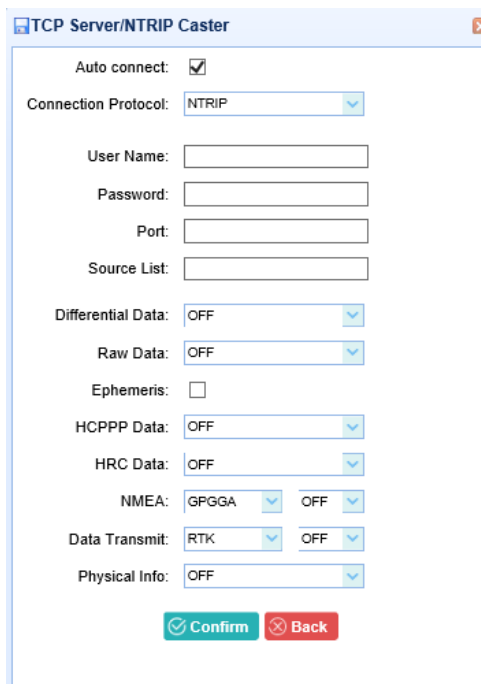 TCP Server/NTRIP Caster
Auto connect:
Connection Protocol: NTRIP
User Name:
Password:
Port:
Source List:
Differential Data: OFF
Raw Data: OFF
Ephemeris:
HCPPP Data: OFF
HRC Data: OFF
NMEA: GPGGA OFF
Data Transmit: RTK OFF
Physical Info: OFF
Confirm Back